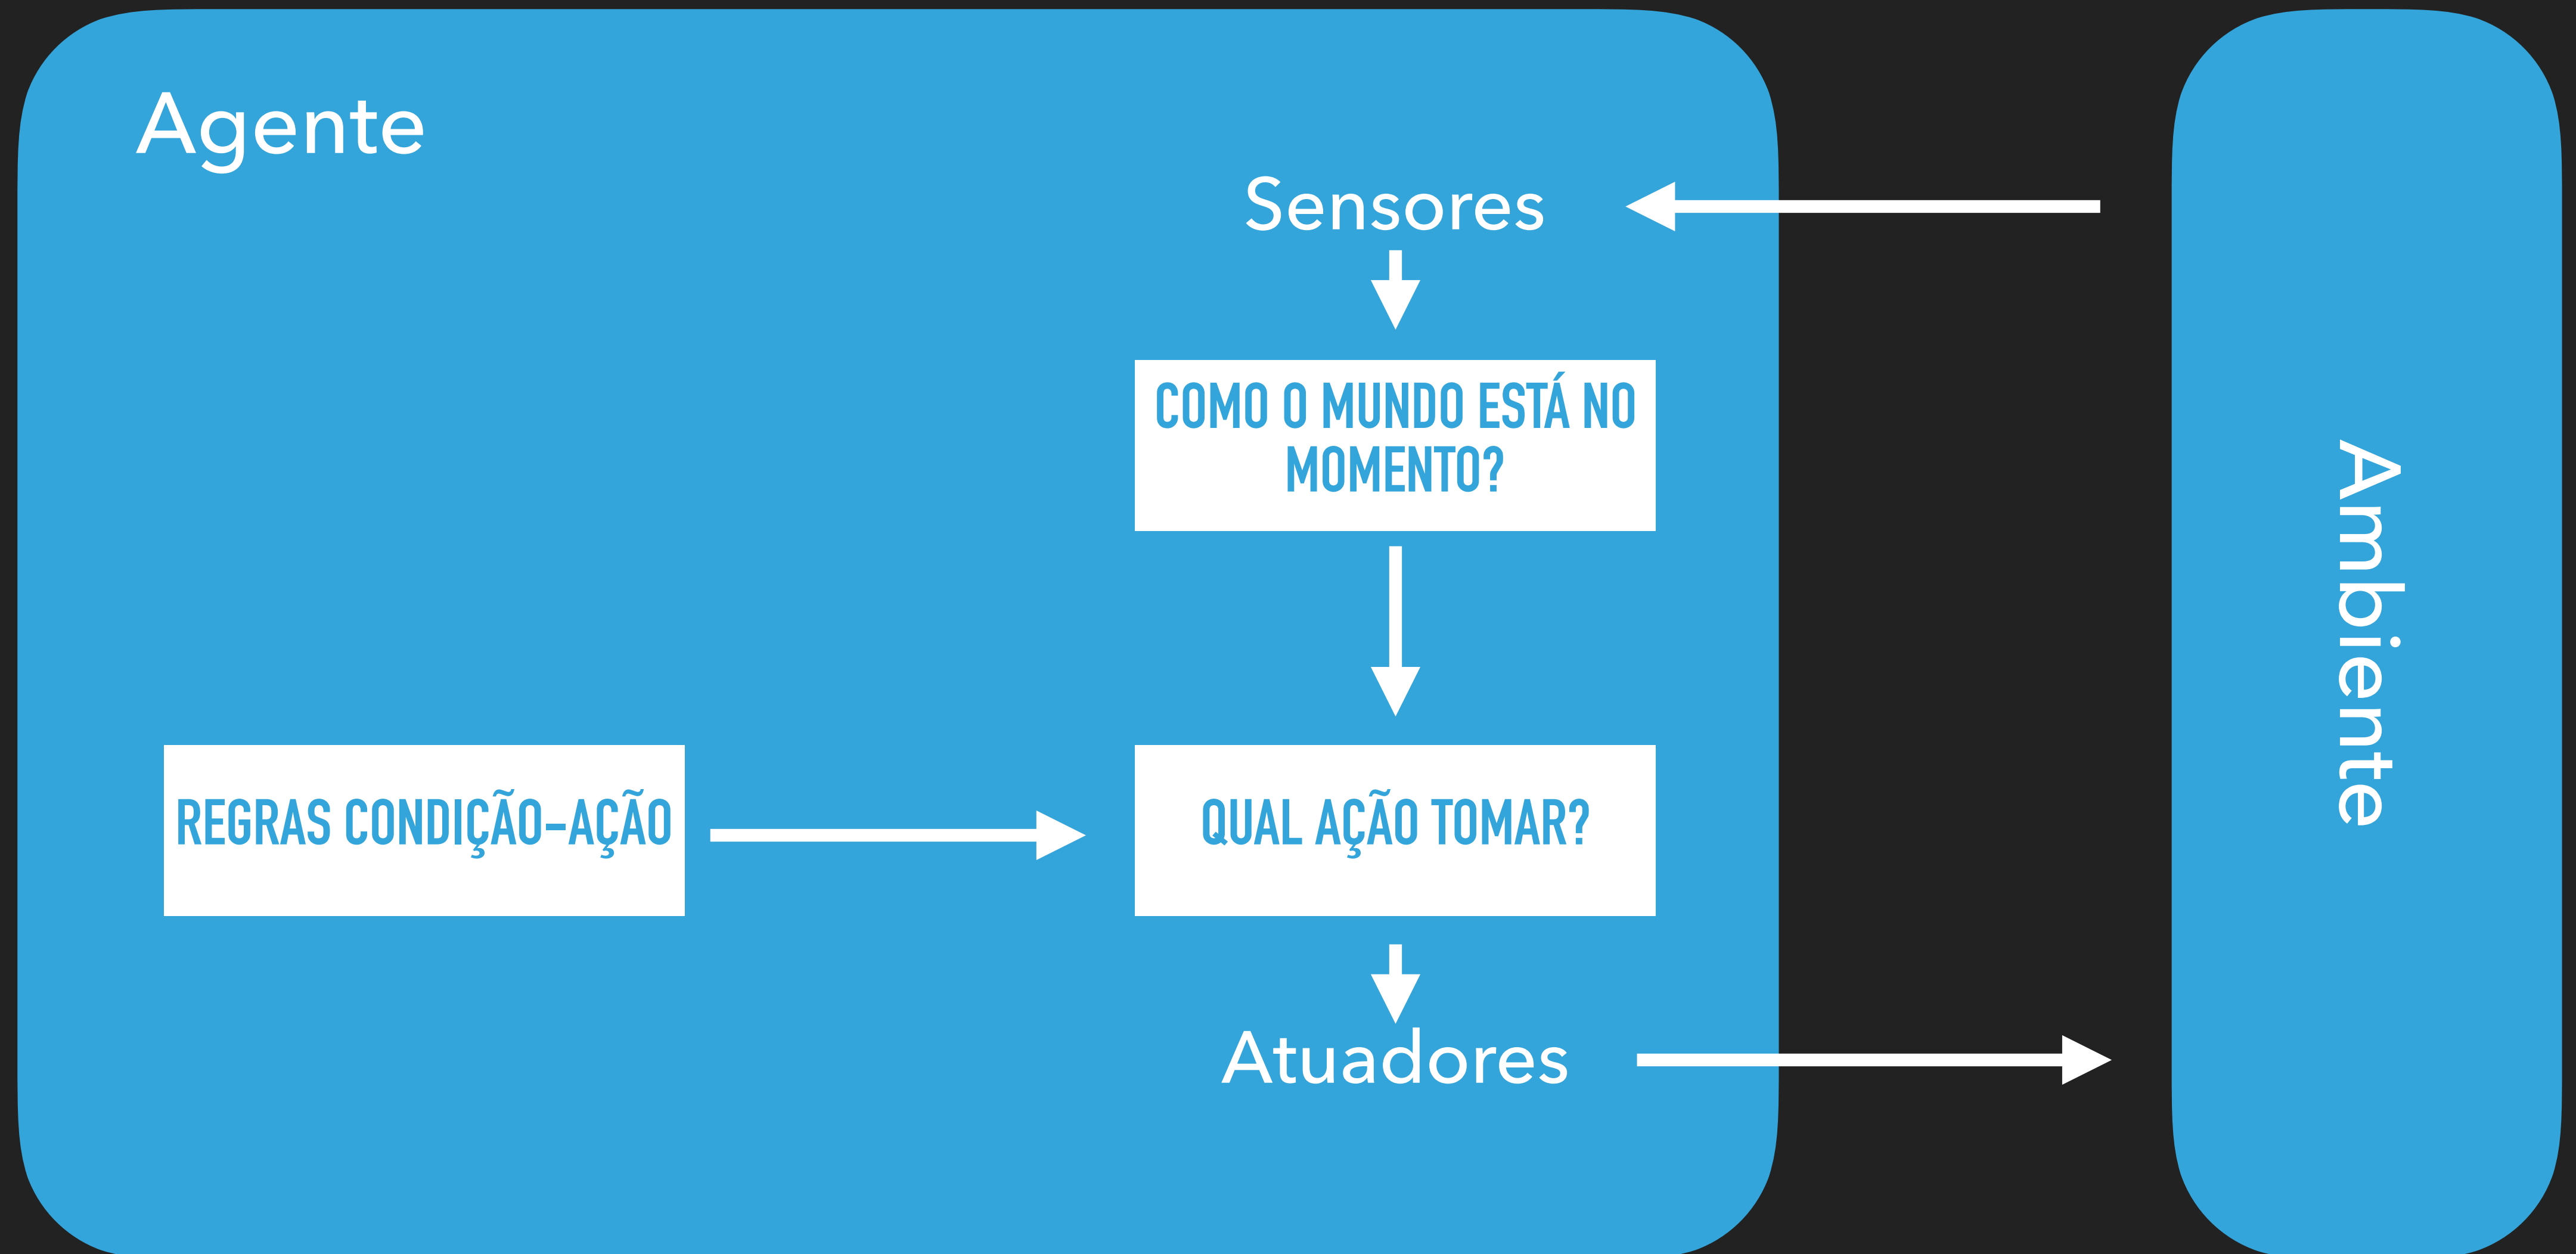 Agente
Sensores
COMO O MUNDO ESTÁ NO
MOMENTO?
REGRAS CONDIÇÃO-AÇÃO
QUAL AÇÃO TOMAR?
Atuadores
Ambiente